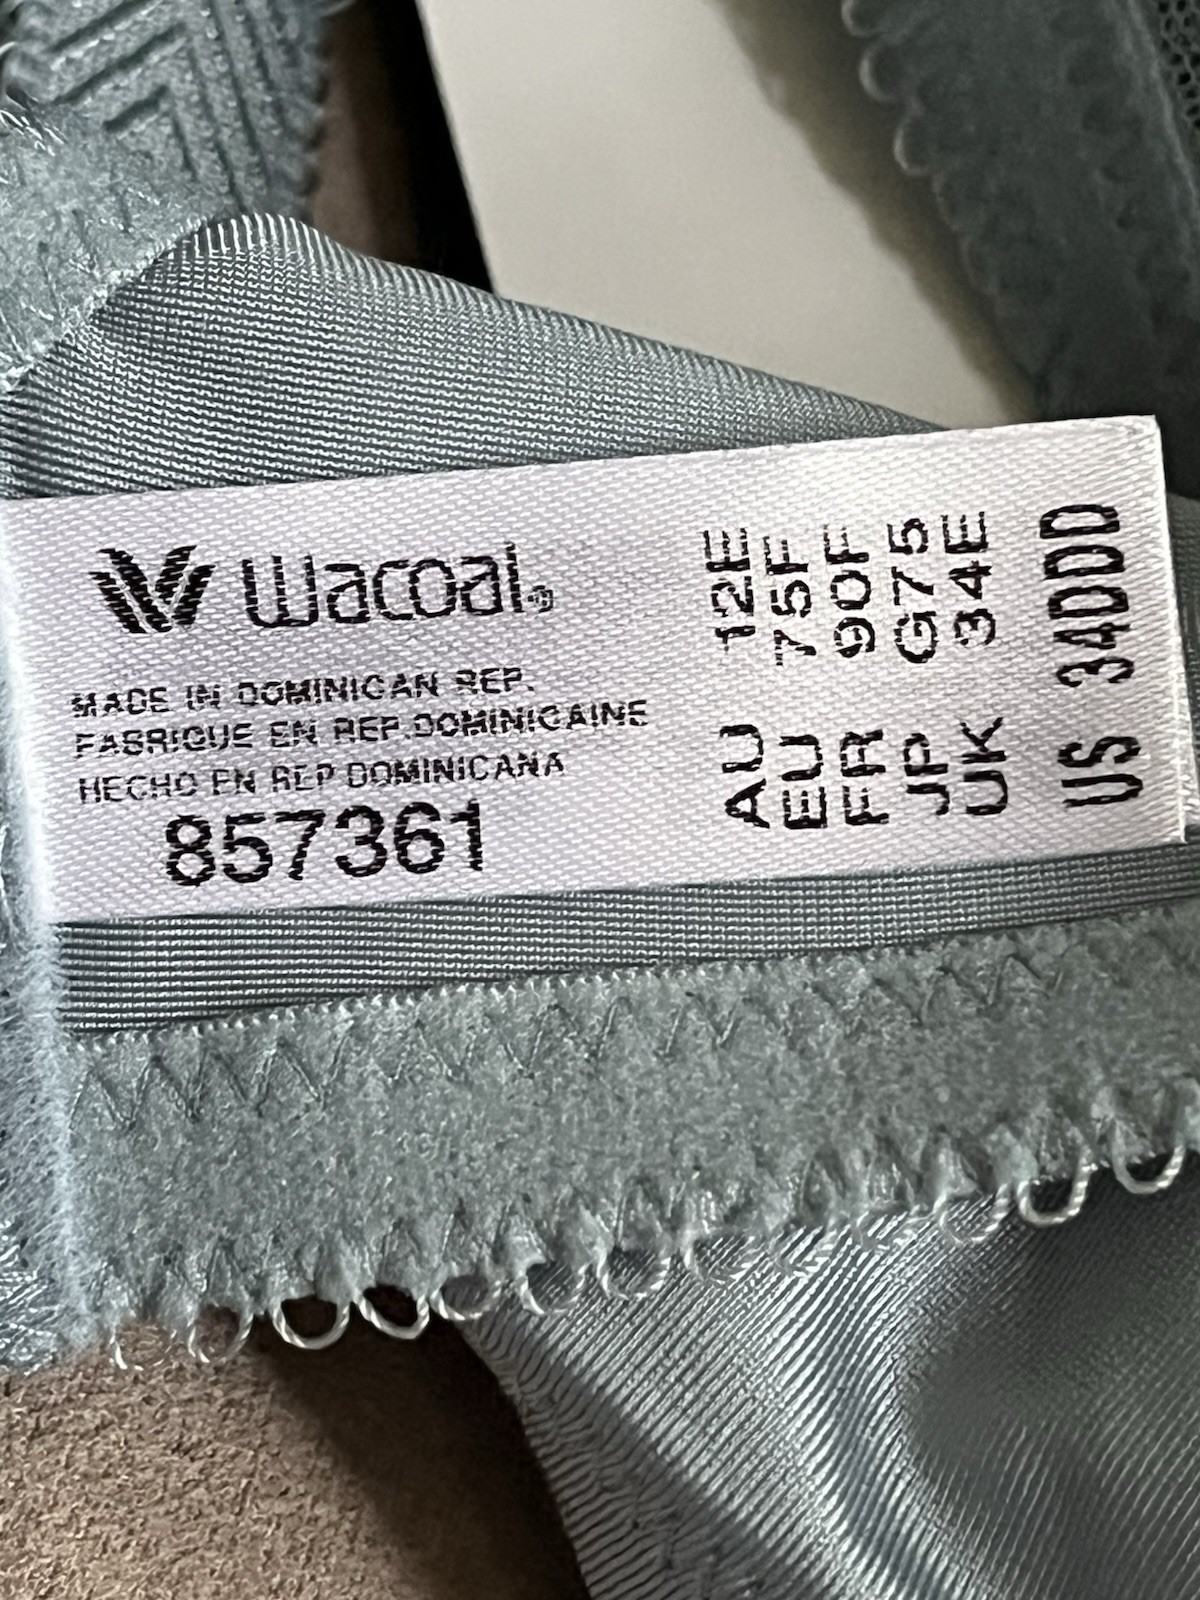 Wacoal®
MADE IN DOMINICAN REP.
FABRIQUE EN REP.DOMINICAINE
HECHO EN REP DOMINICANA
857361
AU 12E
EU 75F
FR 90F
JP G75
UK 34E
US 34DDD